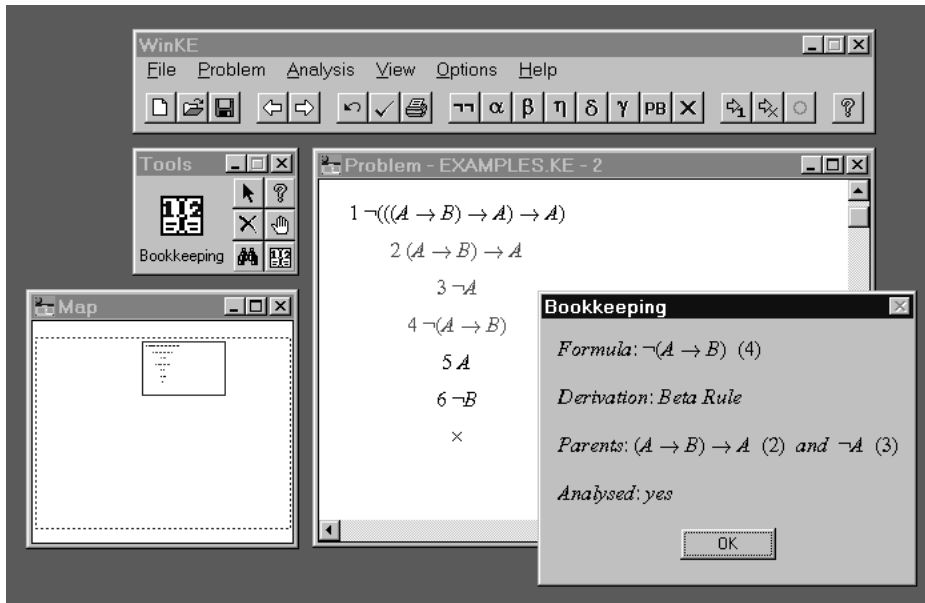 WinKE
File Problem Analysis View Options Help
¬¬ α β η δ γ PB
Tools
Bookkeeping
Problem - EXAMPLES.KE - 2
1 ¬(((A → B) → A) → A)
2 (A → B) → A
3 ¬A
4 ¬(A → B)
5 A
6 ¬B
×
Map
Bookkeeping
Formula: ¬(A → B) (4)
Derivation: Beta Rule
Parents: (A → B) → A (2) and ¬A (3)
Analysed: yes
OK